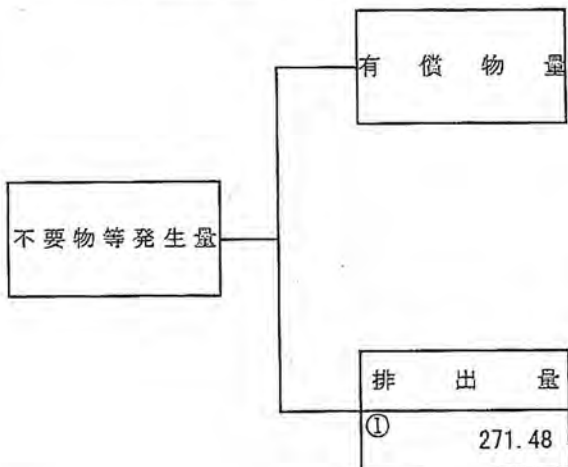 有償物量
不要物等発生量
排出量
①
271.48